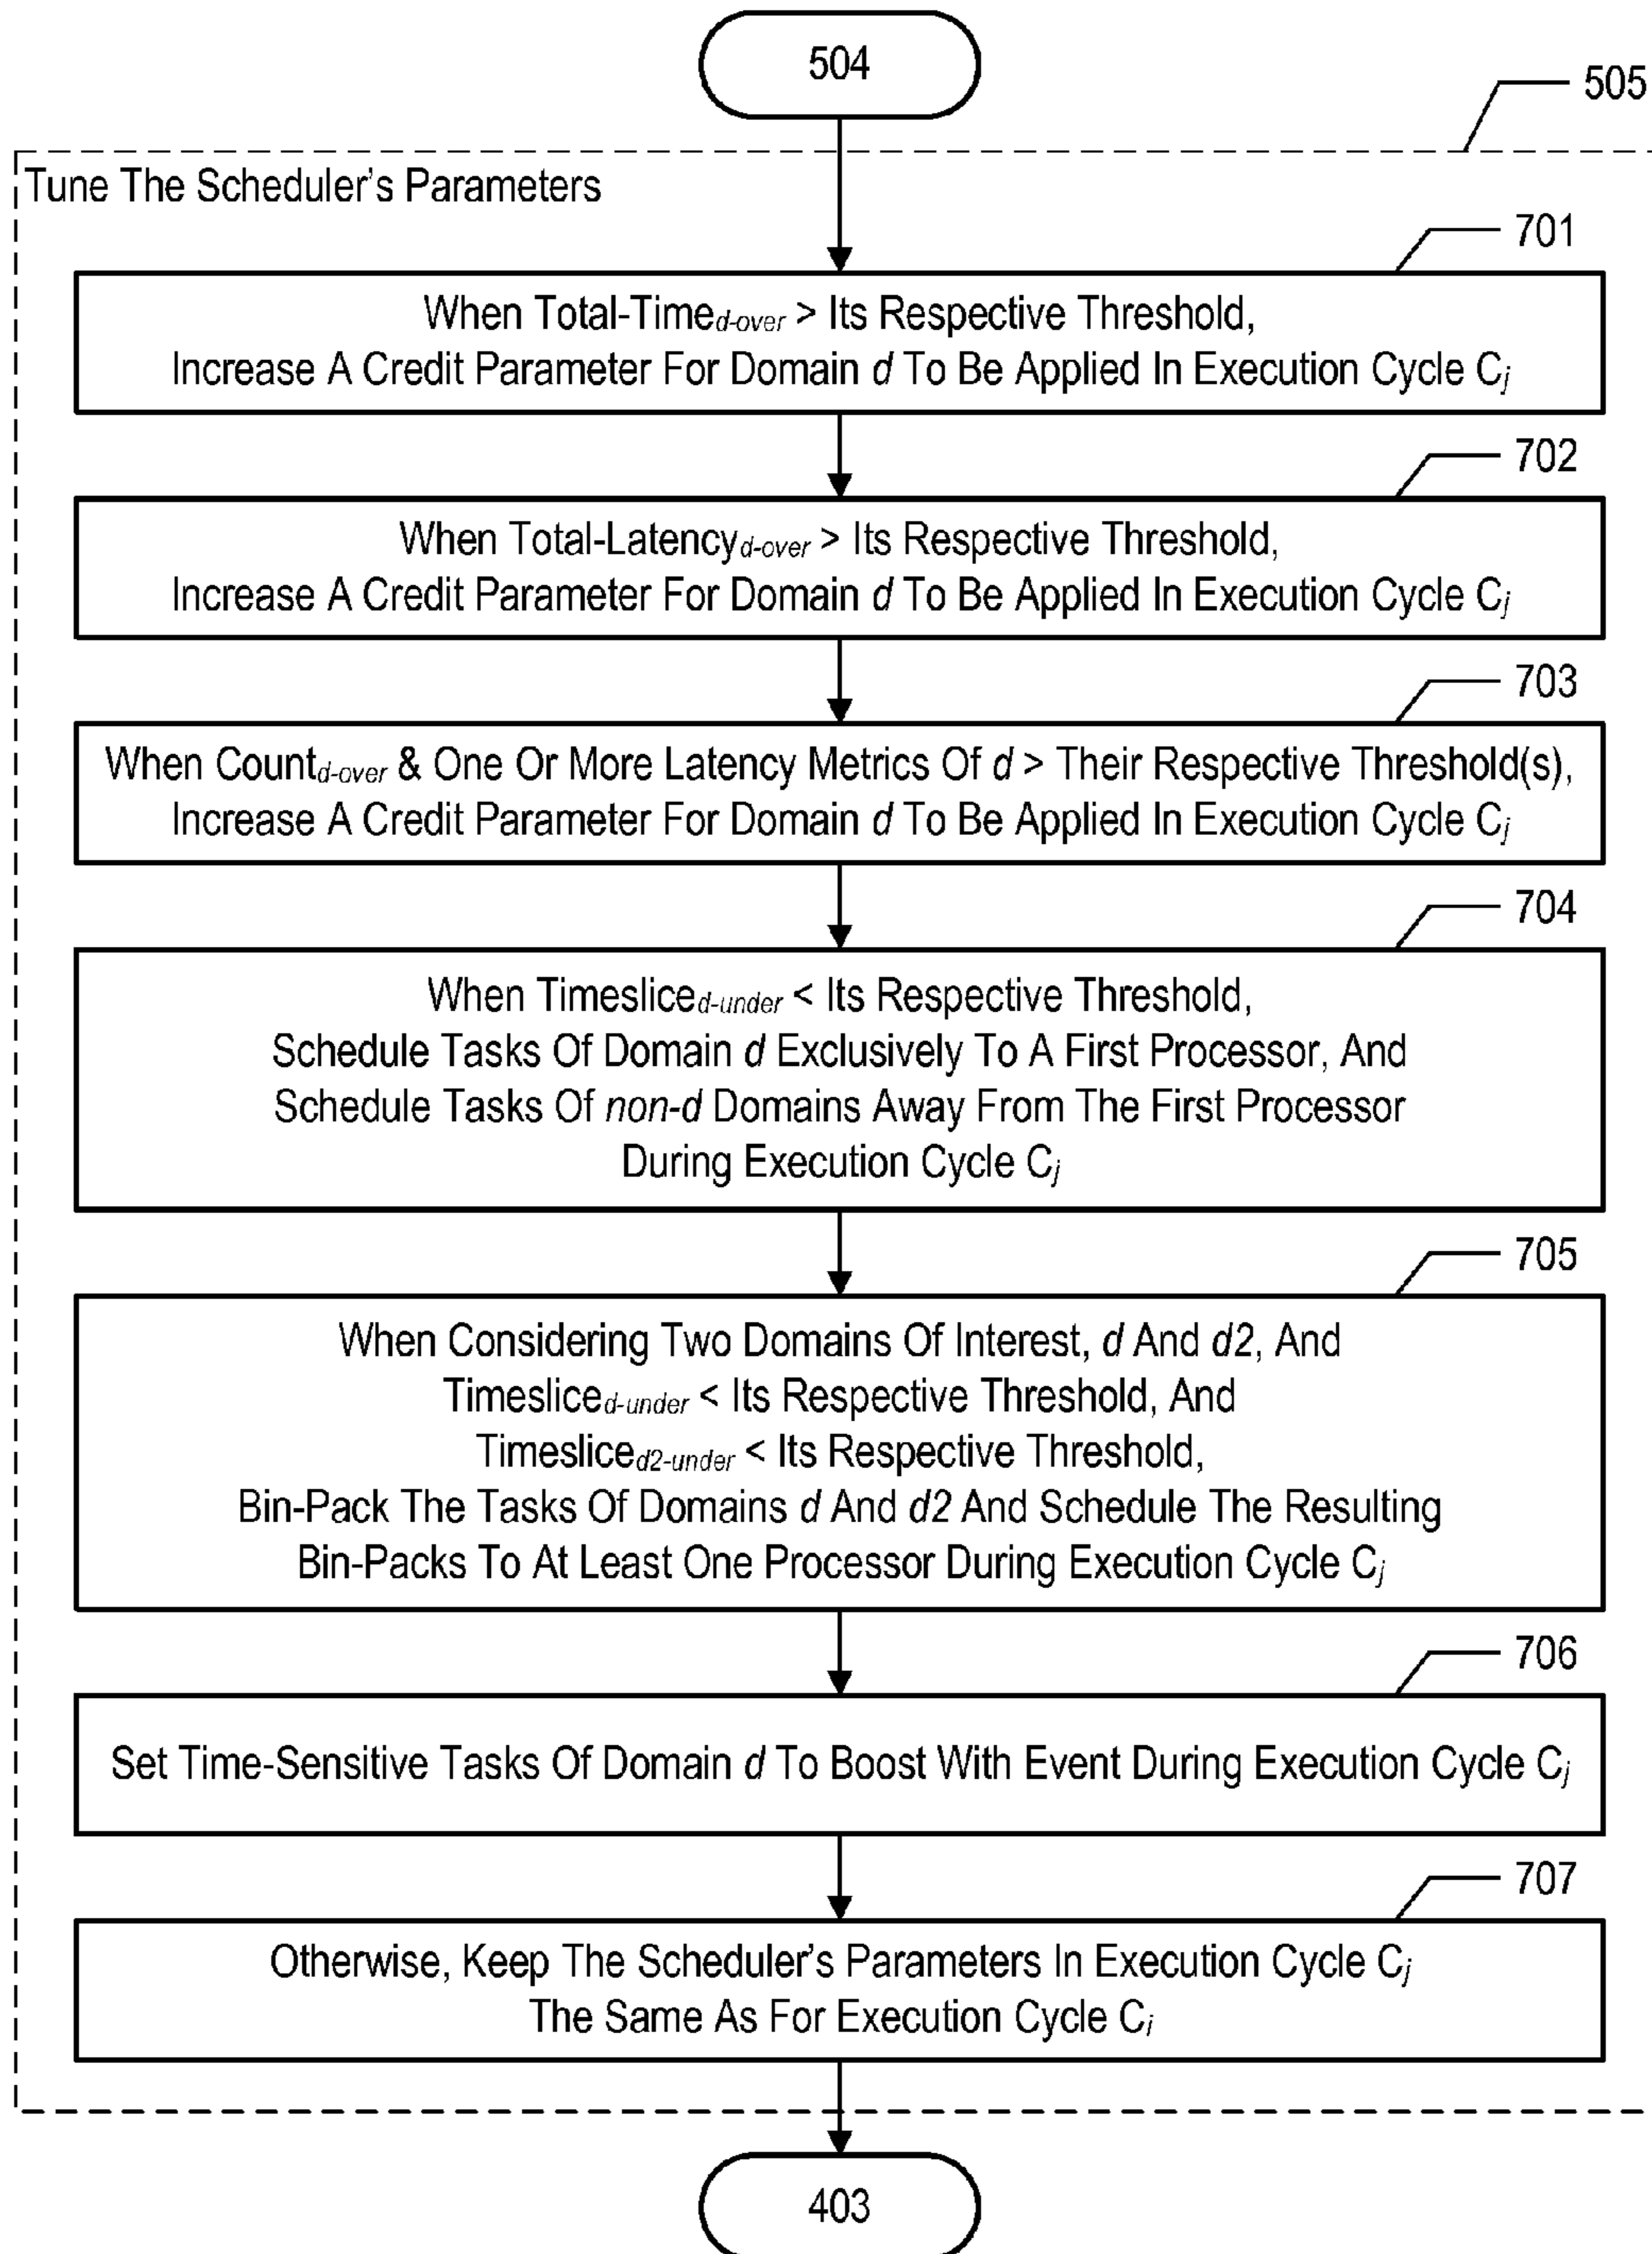 504
505
Tune The Scheduler's Parameters
701
When Total-Time d-over > Its Respective Threshold,
Increase A Credit Parameter For Domain d To Be Applied In Execution Cycle Cj
702
When Total-Latency d-over > Its Respective Threshold,
Increase A Credit Parameter For Domain d To Be Applied In Execution Cycle Cj
703
When Count d-over & One Or More Latency Metrics Of d > Their Respective Threshold(s),
Increase A Credit Parameter For Domain d To Be Applied In Execution Cycle Cj
704
When Timeslice d-under < Its Respective Threshold,
Schedule Tasks Of Domain d Exclusively To A First Processor, And
Schedule Tasks Of non-d Domains Away From The First Processor
During Execution Cycle Cj
705
When Considering Two Domains Of Interest, d And d2, And
Timeslice d-under < Its Respective Threshold, And
Timeslice d2-under < Its Respective Threshold,
Bin-Pack The Tasks Of Domains d And d2 And Schedule The Resulting
Bin-Packs To At Least One Processor During Execution Cycle Cj
706
Set Time-Sensitive Tasks Of Domain d To Boost With Event During Execution Cycle Cj
707
Otherwise, Keep The Scheduler's Parameters In Execution Cycle Cj
The Same As For Execution Cycle Ci
403